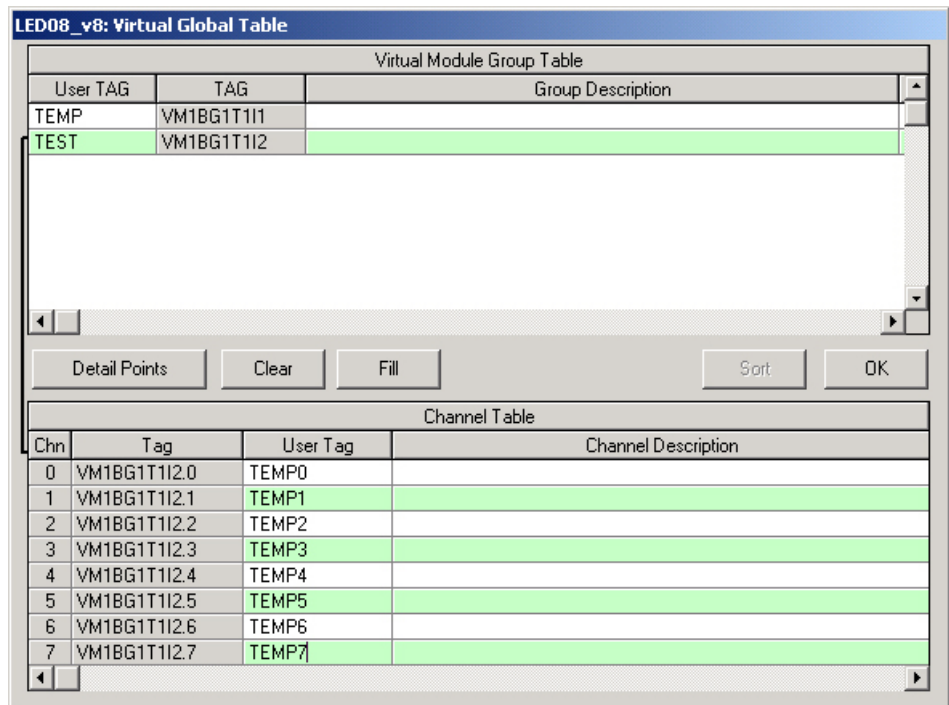 LED08_v8: Virtual Global Table
Virtual Module Group Table
User TAG TAG Group Description
TEMP VM1BG1T1I1
TEST VM1BG1T1I2
Detail Points Clear Fill Sort OK
Channel Table
Chn Tag User Tag Channel Description
0 VM1BG1T1I2.0 TEMP0
1 VM1BG1T1I2.1 TEMP1
2 VM1BG1T1I2.2 TEMP2
3 VM1BG1T1I2.3 TEMP3
4 VM1BG1T1I2.4 TEMP4
5 VM1BG1T1I2.5 TEMP5
6 VM1BG1T1I2.6 TEMP6
7 VM1BG1T1I2.7 TEMP7